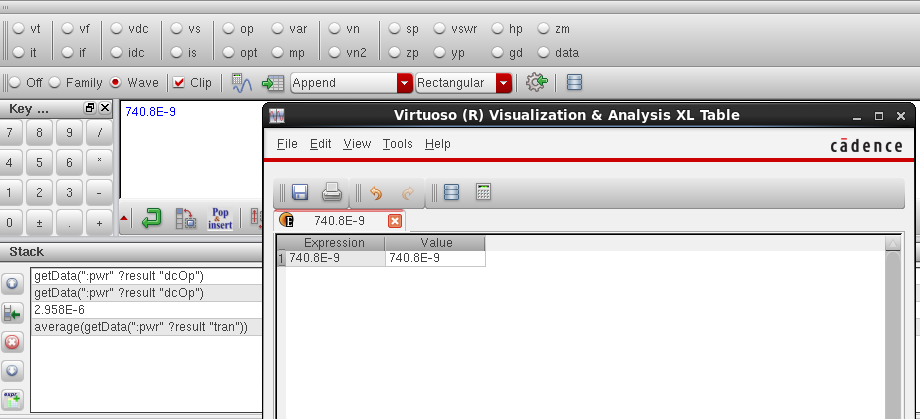 vt vf vdc vs op var vn sp vswr hp zm
it if idc is opt mp vn2 zp yp gd data
Off Family Wave Clip Append Rectangular
Key ...
740.8E-9
7 8 9 /
4 5 6 *
1 2 3 -
0 ± . +
Pop
&
insert
Stack
getData(":pwr" ?result "dcOp")
getData(":pwr" ?result "dcOp")
2.958E-6
average(getData(":pwr" ?result "tran"))
expr
Virtuoso (R) Visualization & Analysis XL Table
File Edit View Tools Help
cādence
E 740.8E-9
Expression Value
1 740.8E-9 740.8E-9